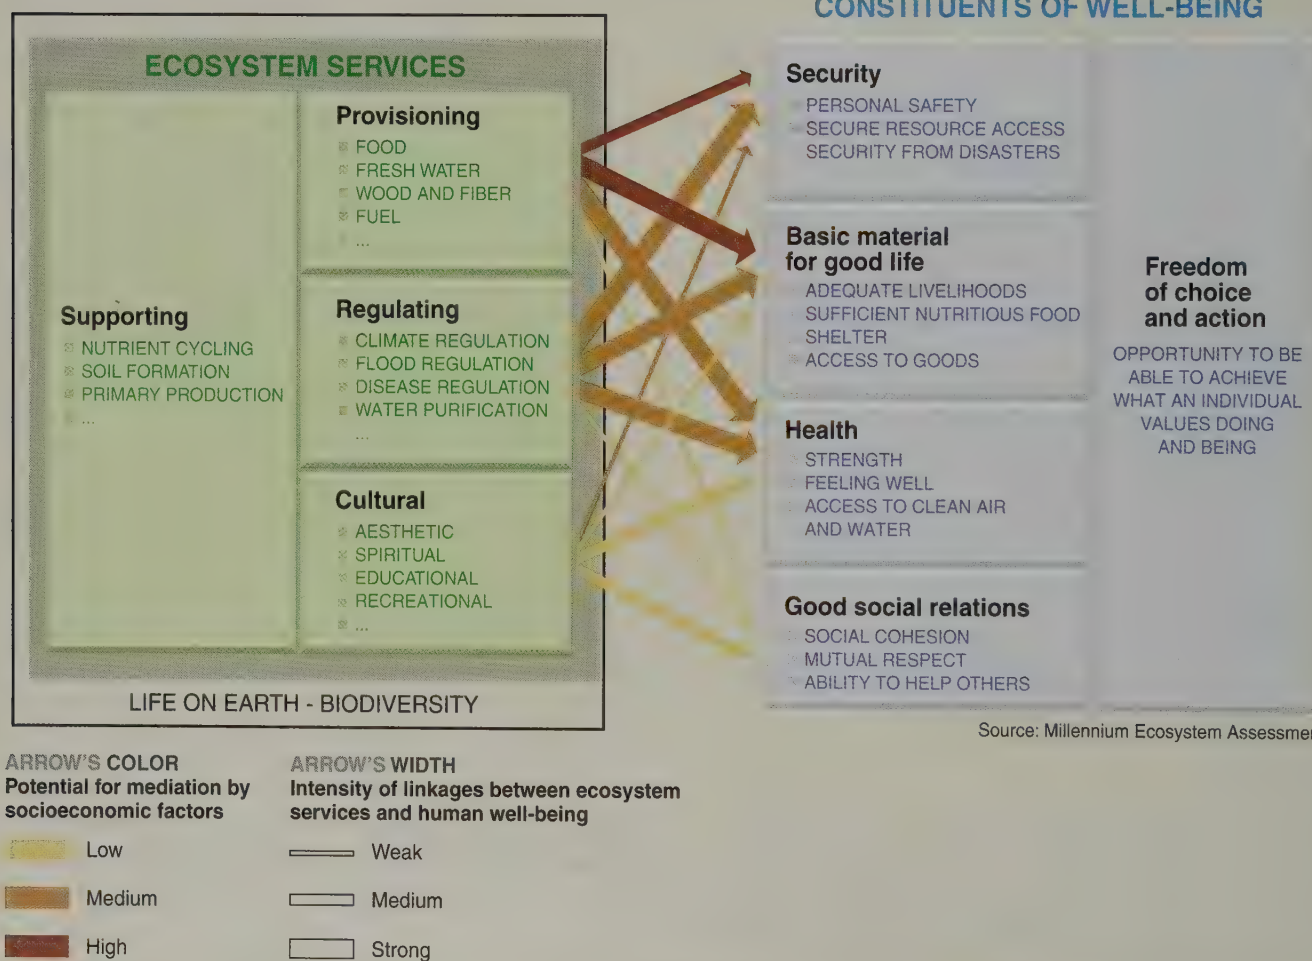 CONSTITUENTS OF WELL-BEING
ECOSYSTEM SERVICES
Supporting
NUTRIENT CYCLING
SOIL FORMATION
PRIMARY PRODUCTION
...
Provisioning
FOOD
FRESH WATER
WOOD AND FIBER
FUEL
...
Regulating
CLIMATE REGULATION
FLOOD REGULATION
DISEASE REGULATION
WATER PURIFICATION
...
Cultural
AESTHETIC
SPIRITUAL
EDUCATIONAL
RECREATIONAL
...
LIFE ON EARTH - BIODIVERSITY
Security
PERSONAL SAFETY
SECURE RESOURCE ACCESS
SECURITY FROM DISASTERS
Basic material
for good life
ADEQUATE LIVELIHOODS
SUFFICIENT NUTRITIOUS FOOD
SHELTER
ACCESS TO GOODS
Health
STRENGTH
FEELING WELL
ACCESS TO CLEAN AIR
AND WATER
Good social relations
SOCIAL COHESION
MUTUAL RESPECT
ABILITY TO HELP OTHERS
Freedom
of choice
and action
OPPORTUNITY TO BE
ABLE TO ACHIEVE
WHAT AN INDIVIDUAL
VALUES DOING
AND BEING
Source: Millennium Ecosystem Assessmen
ARROW'S COLOR
Potential for mediation by
socioeconomic factors
Low
Medium
High
ARROW'S WIDTH
Intensity of linkages between ecosystem
services and human well-being
Weak
Medium
Strong